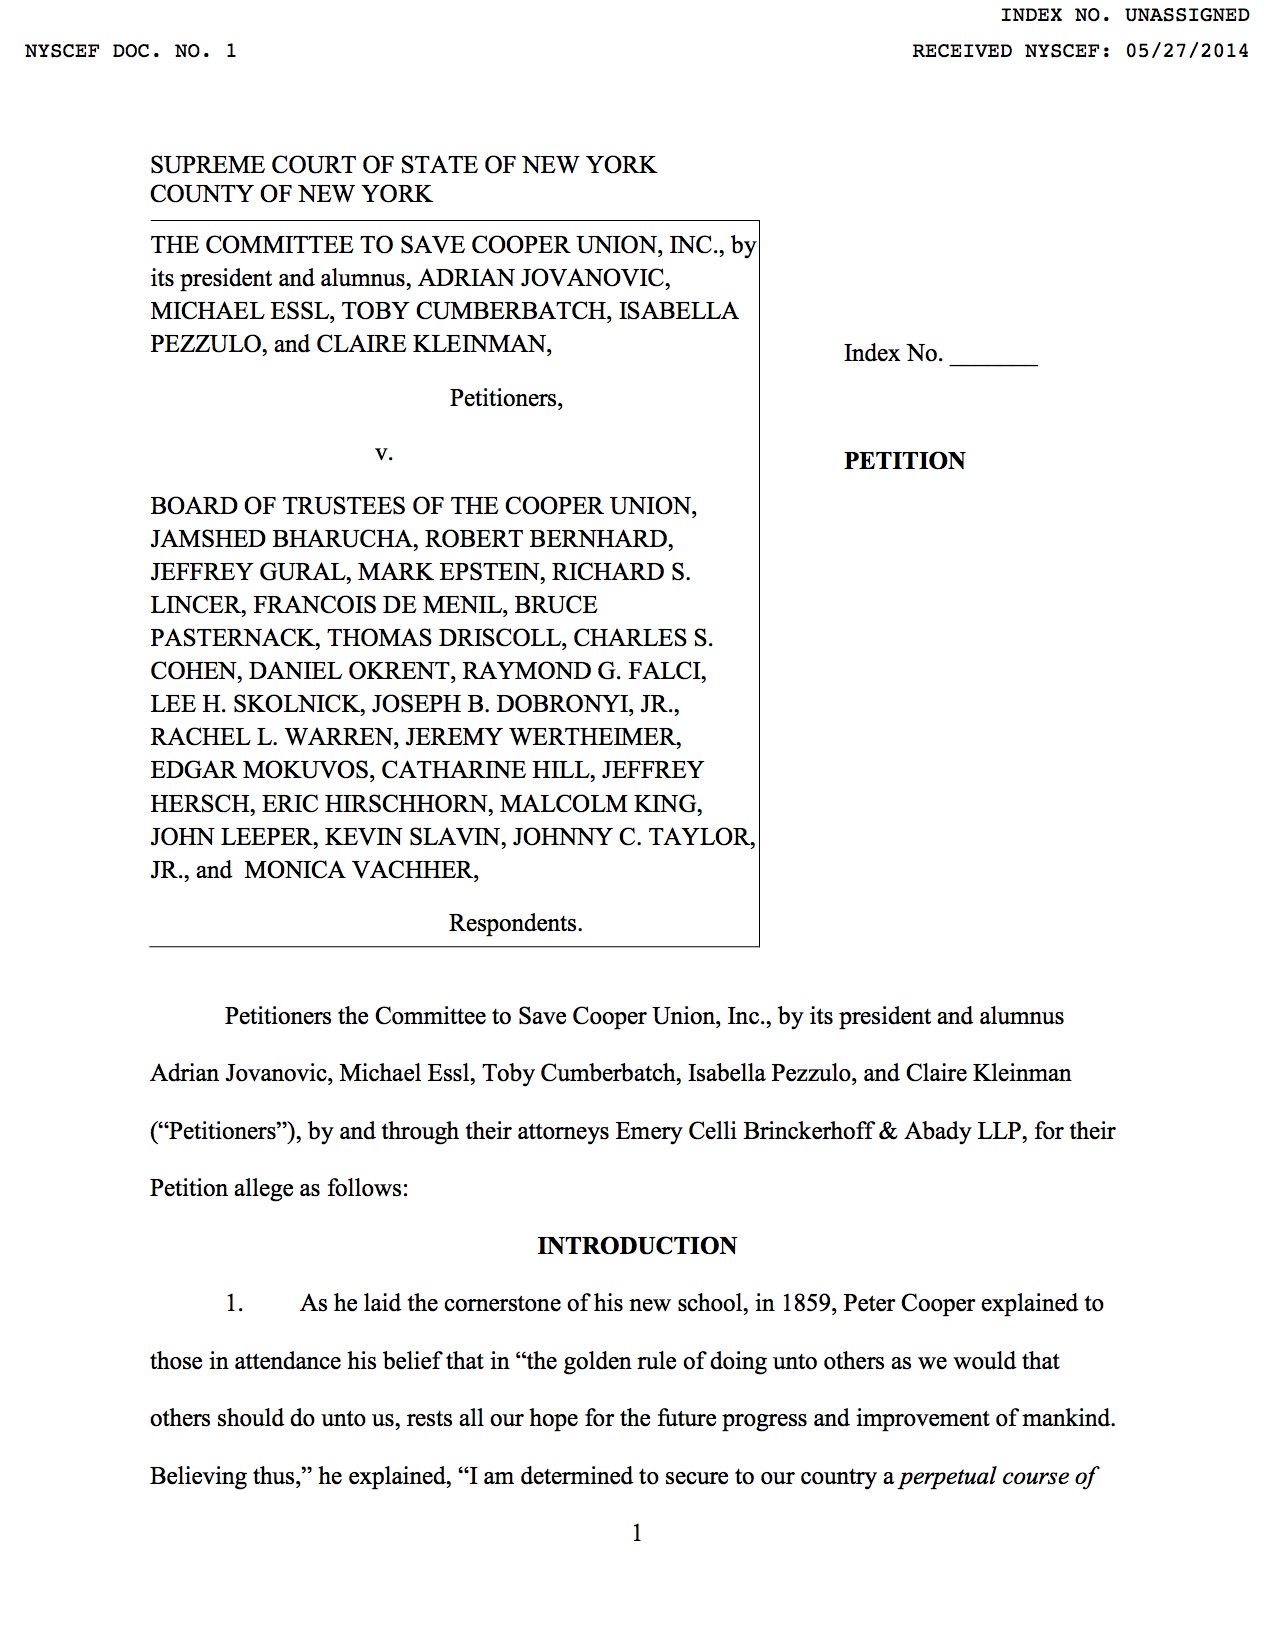 INDEX NO. UNASSIGNED
NYSCEF DOC. NO. 1 RECEIVED NYSCEF: 05/27/2014
SUPREME COURT OF STATE OF NEW YORK
COUNTY OF NEW YORK
THE COMMITTEE TO SAVE COOPER UNION, INC., by
its president and alumnus, ADRIAN JOVANOVIC,
MICHAEL ESSL, TOBY CUMBERBATCH, ISABELLA
PEZZULO, and CLAIRE KLEINMAN,
Petitioners,
v.
BOARD OF TRUSTEES OF THE COOPER UNION,
JAMSHED BHARUCHA, ROBERT BERNHARD,
JEFFREY GURAL, MARK EPSTEIN, RICHARD S.
LINCER, FRANCOIS DE MENIL, BRUCE
PASTERNACK, THOMAS DRISCOLL, CHARLES S.
COHEN, DANIEL OKRENT, RAYMOND G. FALCI,
LEE H. SKOLNICK, JOSEPH B. DOBRONYI, JR.,
RACHEL L. WARREN, JEREMY WERTHEIMER,
EDGAR MOKUVOS, CATHARINE HILL, JEFFREY
HERSCH, ERIC HIRSCHHORN, MALCOLM KING,
JOHN LEEPER, KEVIN SLAVIN, JOHNNY C. TAYLOR,
JR., and MONICA VACHHER,
Respondents.
Index No. _______
PETITION
Petitioners the Committee to Save Cooper Union, Inc., by its president and alumnus
Adrian Jovanovic, Michael Essl, Toby Cumberbatch, Isabella Pezzulo, and Claire Kleinman
(“Petitioners”), by and through their attorneys Emery Celli Brinckerhoff & Abady LLP, for their
Petition allege as follows:
INTRODUCTION
1. As he laid the cornerstone of his new school, in 1859, Peter Cooper explained to
those in attendance his belief that in “the golden rule of doing unto others as we would that
others should do unto us, rests all our hope for the future progress and improvement of mankind.
Believing thus,” he explained, “I am determined to secure to our country a perpetual course of
1